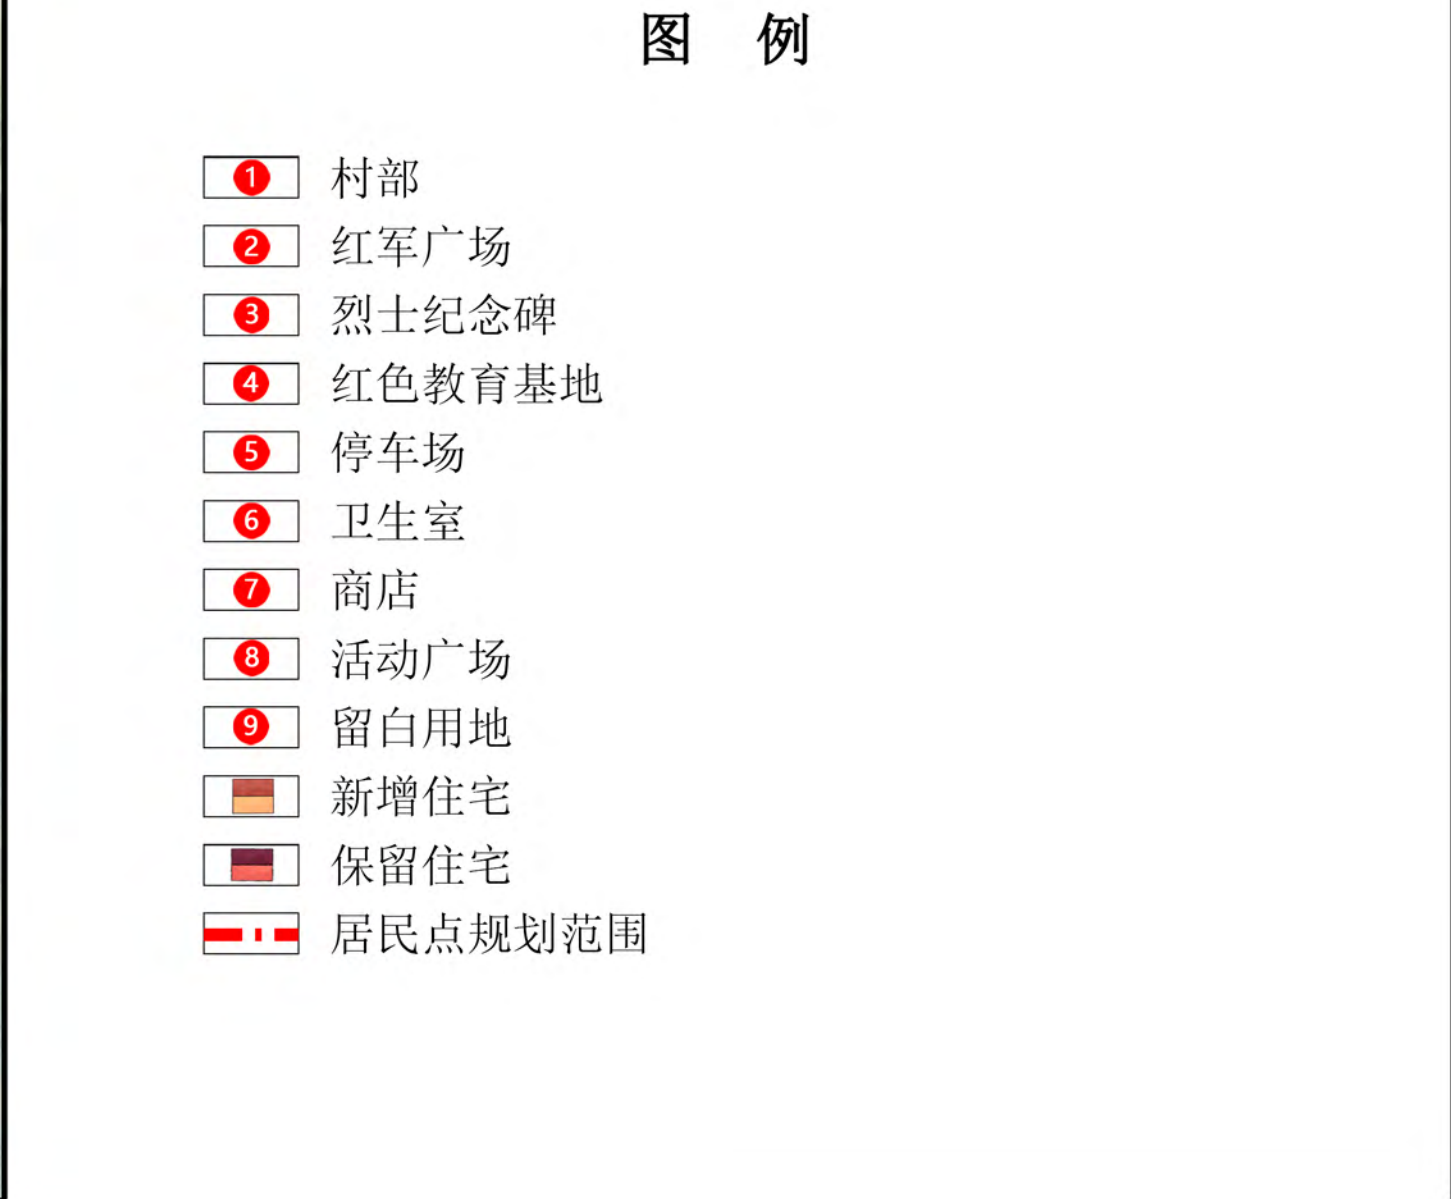 图 例
1 村部
2 红军广场
3 烈士纪念碑
4 红色教育基地
5 停车场
6 卫生室
7 商店
8 活动广场
9 留白用地
新增住宅
保留住宅
居民点规划范围